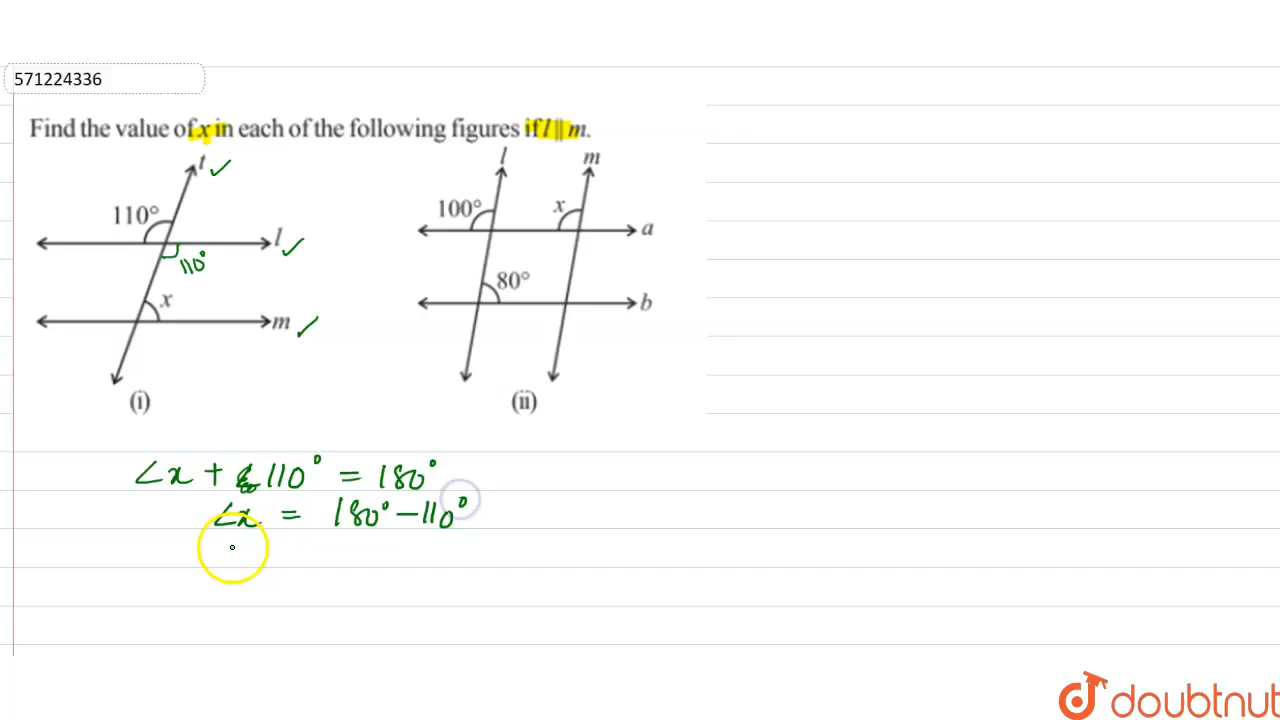 571224336
Find the value of x in each of the following figures if l || m.
t
110°
l
110°
x
m
(i)
l
m
100°
x
a
80°
b
(ii)
∠x + 110° = 180°
∠x = 180° − 110°
doubtnut